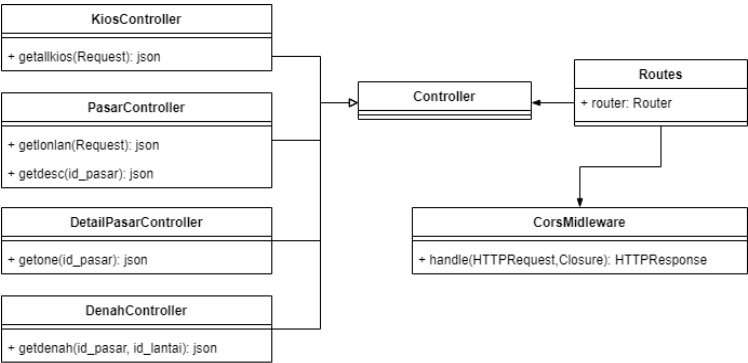 KiosController
+ getallkios(Request): json
PasarController
+ getlonlan(Request): json
+ getdesc(id_pasar): json
DetailPasarController
+ getone(id_pasar): json
DenahController
+ getdenah(id_pasar, id_lantai): json
Controller
Routes
+ router: Router
CorsMidleware
+ handle(HTTPRequest,Closure): HTTPResponse